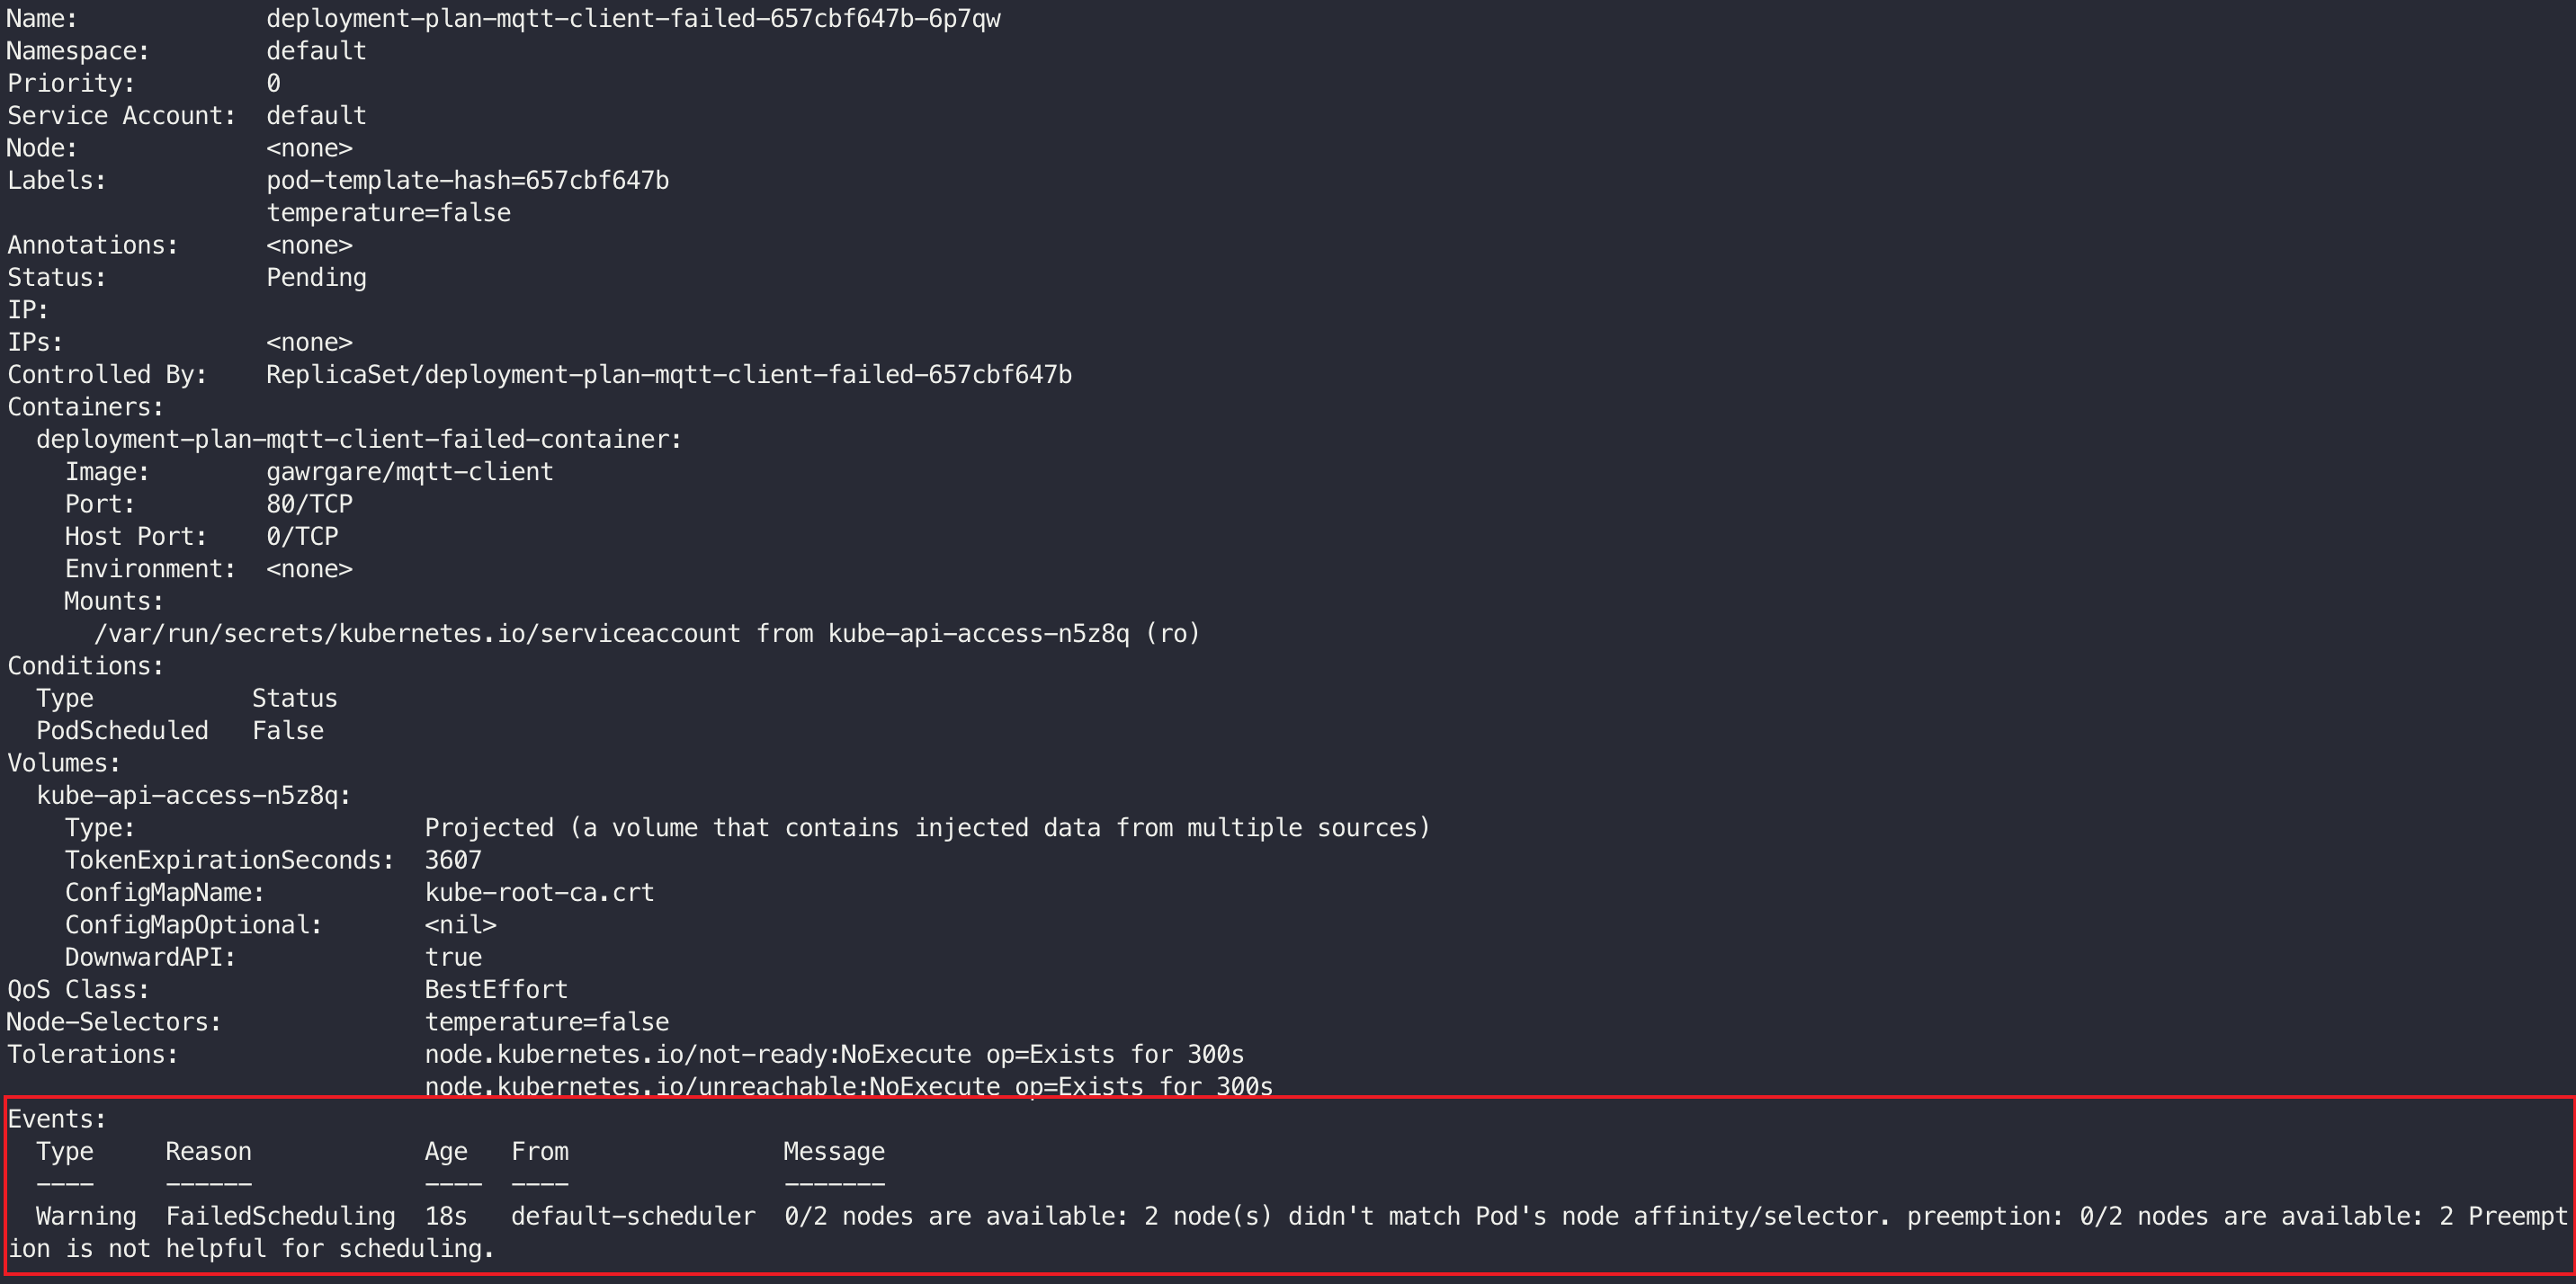 Name:             deployment-plan-mqtt-client-failed-657cbf647b-6p7qw
Namespace:        default
Priority:         0
Service Account:  default
Node:             <none>
Labels:           pod-template-hash=657cbf647b
                  temperature=false
Annotations:      <none>
Status:           Pending
IP:
IPs:              <none>
Controlled By:    ReplicaSet/deployment-plan-mqtt-client-failed-657cbf647b
Containers:
  deployment-plan-mqtt-client-failed-container:
    Image:        gawrgare/mqtt-client
    Port:         80/TCP
    Host Port:    0/TCP
    Environment:  <none>
    Mounts:
      /var/run/secrets/kubernetes.io/serviceaccount from kube-api-access-n5z8q (ro)
Conditions:
  Type           Status
  PodScheduled   False
Volumes:
  kube-api-access-n5z8q:
    Type:                    Projected (a volume that contains injected data from multiple sources)
    TokenExpirationSeconds:  3607
    ConfigMapName:           kube-root-ca.crt
    ConfigMapOptional:       <nil>
    DownwardAPI:             true
QoS Class:                   BestEffort
Node-Selectors:              temperature=false
Tolerations:                 node.kubernetes.io/not-ready:NoExecute op=Exists for 300s
                             node.kubernetes.io/unreachable:NoExecute op=Exists for 300s
Events:
  Type     Reason            Age   From               Message
  ----     ------            ----  ----               -------
  Warning  FailedScheduling  18s   default-scheduler  0/2 nodes are available: 2 node(s) didn't match Pod's node affinity/selector. preemption: 0/2 nodes are available: 2 Preempt
ion is not helpful for scheduling.